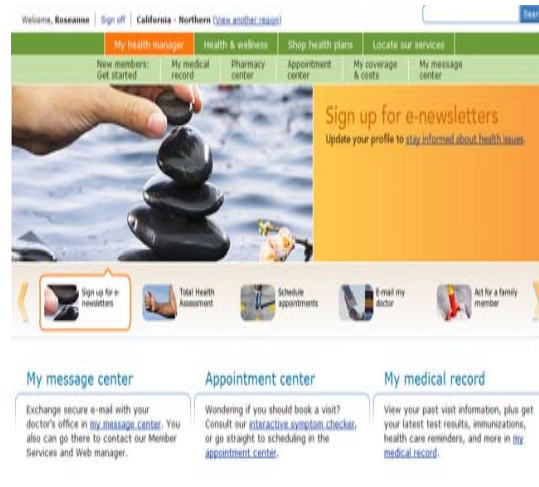 Welcome, Roseanne Sign off California - Northern (View another region)
Sear
My health manager Health & wellness Shop health plans Locate our services
New members: Get started My medical record Pharmacy center Appointment center My coverage & costs My message center
Sign up for e-newsletters
Update your profile to stay informed about health issues.
Sign up for e-newsletters
Total Health Assessment
Schedule appointments
E-mail my doctor
Act for a family member
My message center
Exchange secure e-mail with your
doctor's office in my message center. You
also can go there to contact our Member
Services and Web manager.
Appointment center
Wondering if you should book a visit?
Consult our interactive symptom checker,
or go straight to scheduling in the
appointment center.
My medical record
View your past visit information, plus get
your latest test results, immunizations,
health care reminders, and more in my
medical record.